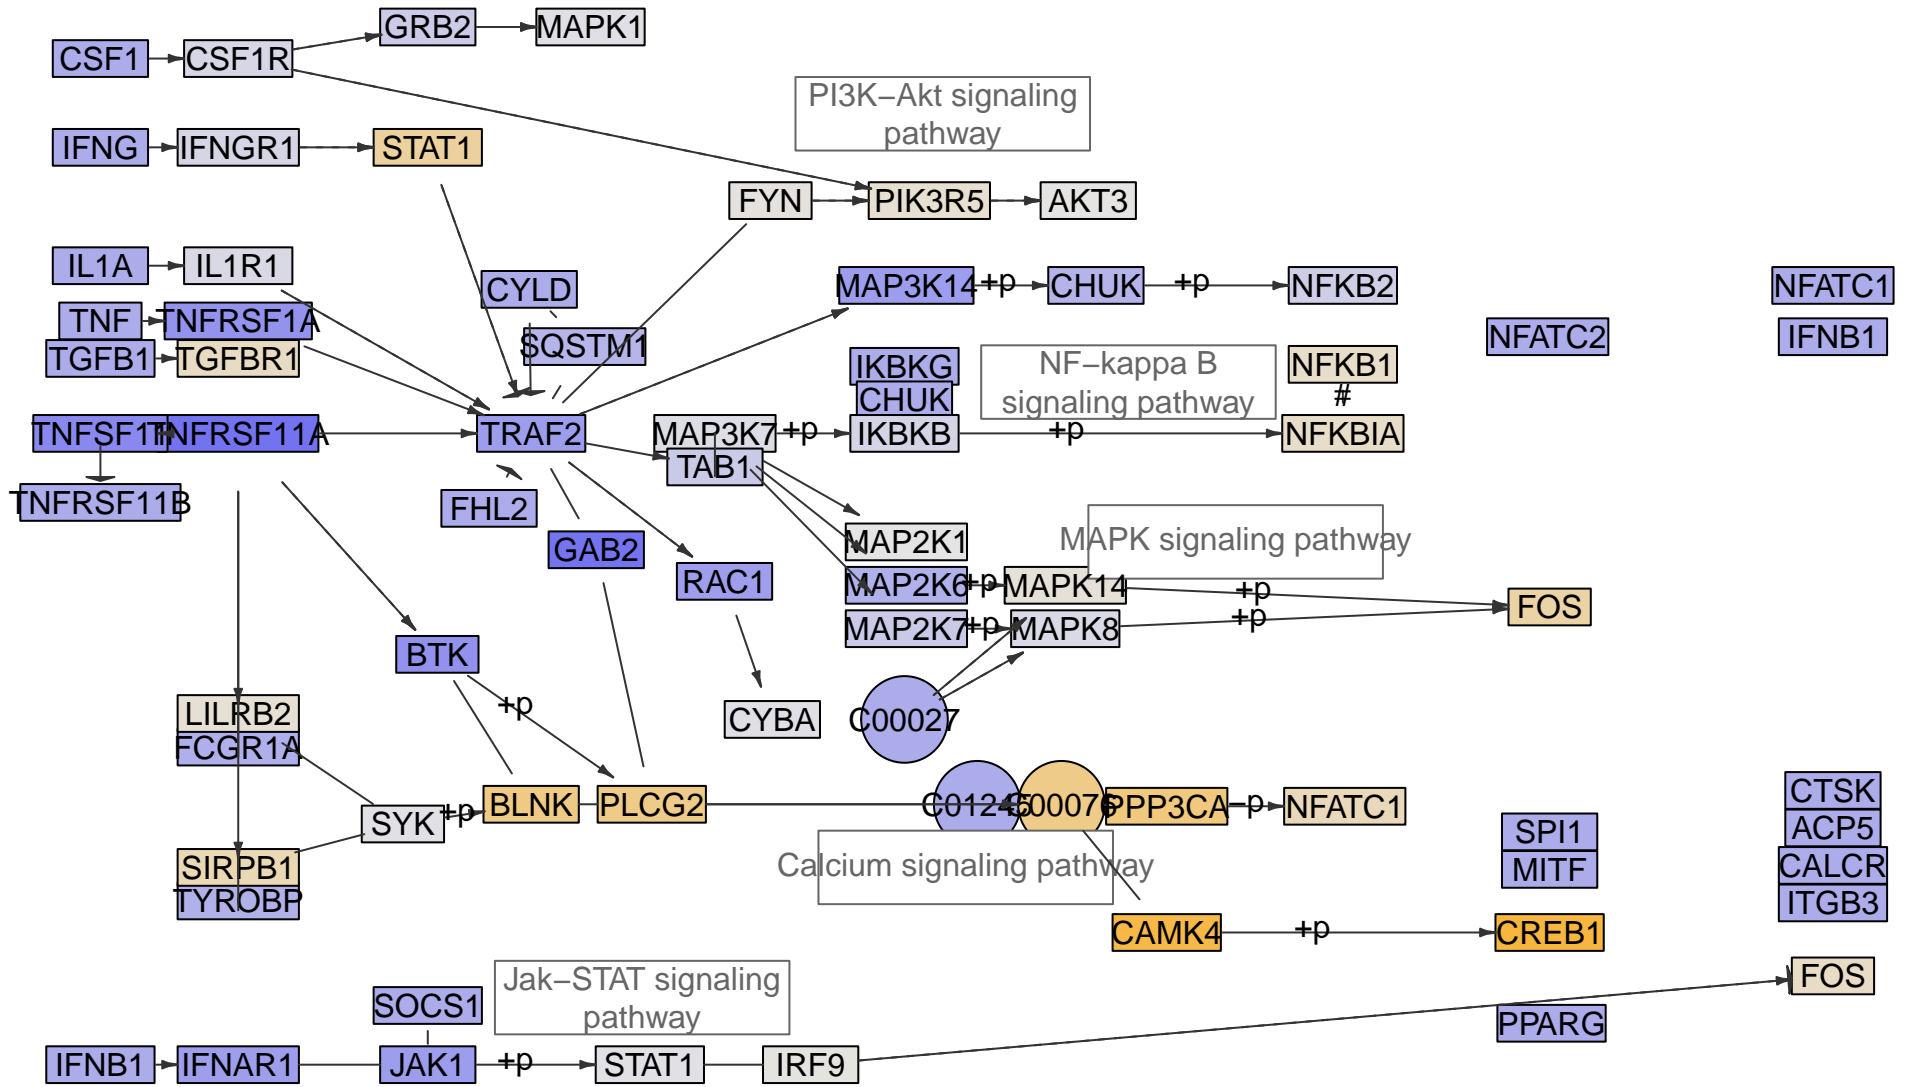 GRB2
MAPK1
CSF1
CSF1R
PI3K–Akt signaling
pathway
IFNG
IFNGR1
STAT1
FYN
PIK3R5
AKT3
IL1A
IL1R1
CYLD
MAP3K14
+p
CHUK
+p
NFKB2
NFATC1
TNF
TNFRSF1A
SQSTM1
NFATC2
IFNB1
TGFB1
TGFBR1
IKBKG
NF–kappa B
signaling pathway
NFKB1
#
CHUK
TNFRSF11A
TRAF2
MAP3K7
+p
IKBKB
+p
NFKBIA
TAB1
TNFRSF11B
FHL2
GAB2
MAP2K1
MAPK signaling pathway
RAC1
MAP2K6
+p
MAPK14
+p
FOS
MAP2K7
+p
MAPK8
+p
BTK
+p
LILRB2
FCGR1A
CYBA
C00027
SYK
+p
BLNK
PLCG2
C00076
PPP3CA
–p
NFATC1
CTSK
ACP5
SPI1
MITF
Calcium signaling pathway
SIRPB1
TYROBP
CALCR
ITGB3
CAMK4
+p
CREB1
Jak–STAT signaling
pathway
FOS
SOCS1
PPARG
IFNB1
IFNAR1
JAK1
+p
STAT1
IRF9